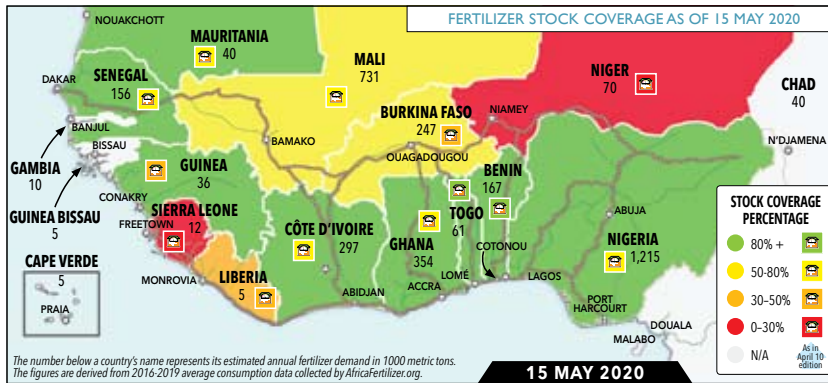 FERTILIZER STOCK COVERAGE AS OF 15 MAY 2020
NOUAKCHOTT
MAURITANIA
40
MALI
731
NIGER
70
CHAD
40
SENEGAL
156
DAKAR
BURKINA FASO
247
NIAMEY
BANJUL
BISSAU
BAMAKO
OUAGADOUGOU
N'DJAMENA
GAMBIA
10
GUINEA
36
BENIN
167
CONAKRY
GUINEA BISSAU
5
SIERRA LEONE
12
FREETOWN
TOGO
61
ABUJA
CÔTE D'IVOIRE
297
GHANA
354
COTONOU
NIGERIA
1,215
CAPE VERDE
5
PRAIA
MONROVIA
LIBERIA
5
ABIDJAN
ACCRA
LOMÉ
LAGOS
PORT
HARCOURT
DOUALA
MALABO
STOCK COVERAGE
PERCENTAGE
80% +
50-80%
30–50%
0–30%
N/A
As in
April 10
edition
The number below a country's name represents its estimated annual fertilizer demand in 1000 metric tons.
The figures are derived from 2016-2019 average consumption data collected by AfricaFertilizer.org.
15 MAY 2020